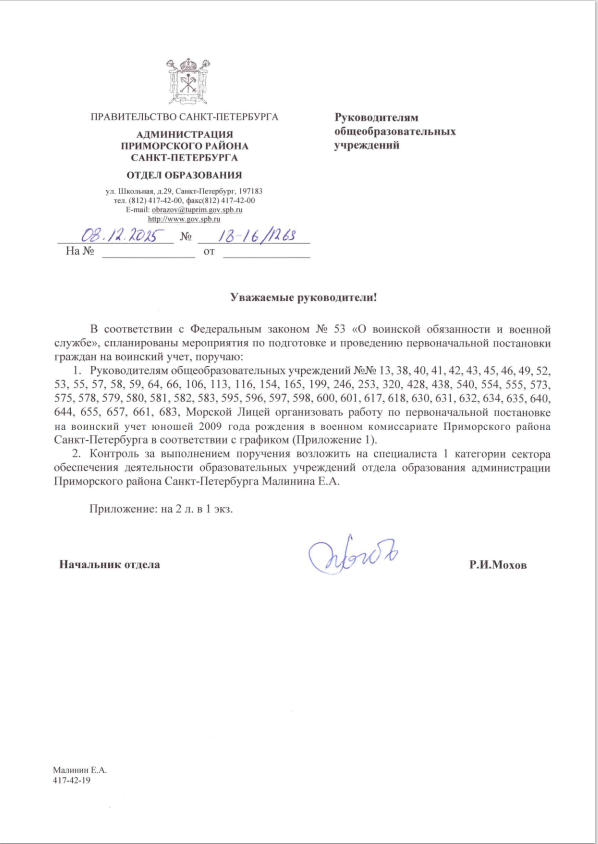 ПРАВИТЕЛЬСТВО САНКТ-ПЕТЕРБУРГА
АДМИНИСТРАЦИЯ
ПРИМОРСКОГО РАЙОНА
САНКТ-ПЕТЕРБУРГА
ОТДЕЛ ОБРАЗОВАНИЯ
ул. Школьная, д.29, Санкт-Петербург, 197183
тел. (812) 417-42-00, факс(812) 417-42-00
E-mail: obrazov@tuprim.gov.spb.ru
http://www.gov.spb.ru
08.12.2025 № 13-16/1263
На № от
Руководителям
общеобразовательных
учреждений
Уважаемые руководители!
В соответствии с Федеральным законом № 53 «О воинской обязанности и военной
службе», спланированы мероприятия по подготовке и проведению первоначальной постановки
граждан на воинский учет, поручаю:
1. Руководителям общеобразовательных учреждений №№ 13, 38, 40, 41, 42, 43, 45, 46, 49, 52,
53, 55, 57, 58, 59, 64, 66, 106, 113, 116, 154, 165, 199, 246, 253, 320, 428, 438, 540, 554, 555, 573,
575, 578, 579, 580, 581, 582, 583, 595, 596, 597, 598, 600, 601, 617, 618, 630, 631, 632, 634, 635, 640,
644, 655, 657, 661, 683, Морской Лицей организовать работу по первоначальной постановке
на воинский учет юношей 2009 года рождения в военном комиссариате Приморского района
Санкт-Петербурга в соответствии с графиком (Приложение 1).
2. Контроль за выполнением поручения возложить на специалиста 1 категории сектора
обеспечения деятельности образовательных учреждений отдела образования администрации
Приморского района Санкт-Петербурга Малинина Е.А.
Приложение: на 2 л. в 1 экз.
Начальник отдела Р.И.Мохов
Малинин Е.А.
417-42-19